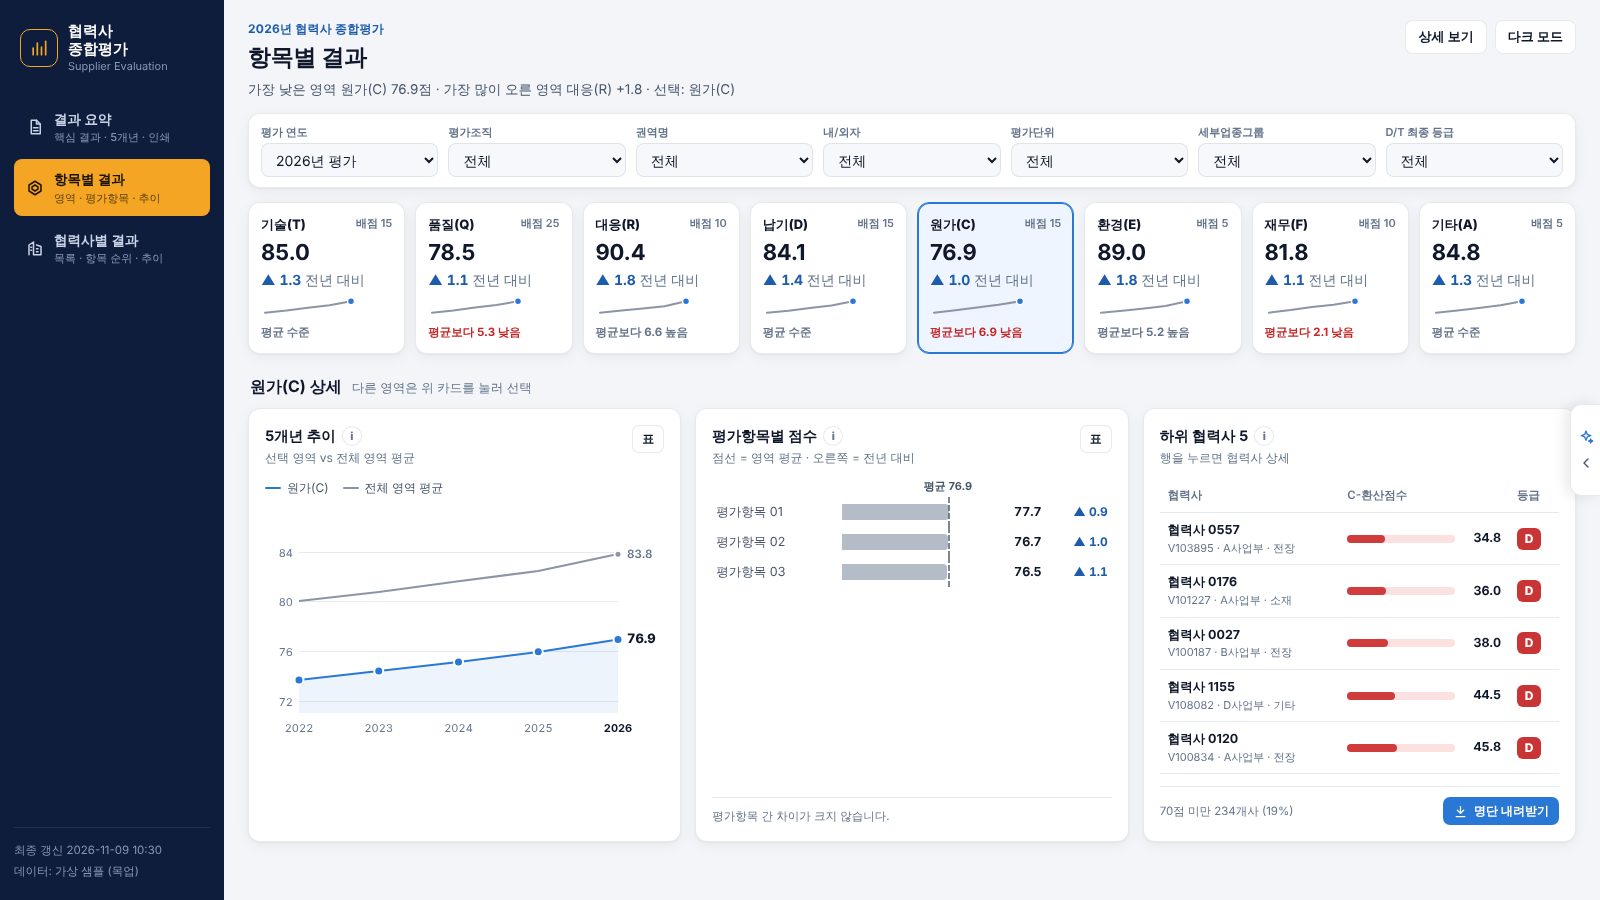 협력사
종합평가
Supplier Evaluation
결과 요약
핵심 결과 · 5개년 · 인쇄
항목별 결과
영역 · 평가항목 · 추이
협력사별 결과
목록 · 항목 순위 · 추이
최종 갱신 2026-11-09 10:30
데이터: 가상 샘플 (목업)
2026년 협력사 종합평가
항목별 결과
가장 낮은 영역 원가(C) 76.9점 · 가장 많이 오른 영역 대응(R) +1.8 · 선택: 원가(C)
상세 보기
다크 모드
평가 연도
2026년 평가
평가조직
전체
권역명
전체
내/외자
전체
평가단위
전체
세부업종그룹
전체
D/T 최종 등급
전체
기술(T) 배점 15
85.0
▲ 1.3 전년 대비
평균 수준
품질(Q) 배점 25
78.5
▲ 1.1 전년 대비
평균보다 5.3 낮음
대응(R) 배점 10
90.4
▲ 1.8 전년 대비
평균보다 6.6 높음
납기(D) 배점 15
84.1
▲ 1.4 전년 대비
평균 수준
원가(C) 배점 15
76.9
▲ 1.0 전년 대비
평균보다 6.9 낮음
환경(E) 배점 5
89.0
▲ 1.8 전년 대비
평균보다 5.2 높음
재무(F) 배점 10
81.8
▲ 1.1 전년 대비
평균보다 2.1 낮음
기타(A) 배점 5
84.8
▲ 1.3 전년 대비
평균 수준
원가(C) 상세 다른 영역은 위 카드를 눌러 선택
5개년 추이 i
표
선택 영역 vs 전체 영역 평균
원가(C) 전체 영역 평균
84
83.8
80
76.9
76
72
2022 2023 2024 2025 2026
평가항목별 점수 i
표
점선 = 영역 평균 · 오른쪽 = 전년 대비
평균 76.9
평가항목 01 77.7 ▲ 0.9
평가항목 02 76.7 ▲ 1.0
평가항목 03 76.5 ▲ 1.1
평가항목 간 차이가 크지 않습니다.
하위 협력사 5 i
행을 누르면 협력사 상세
협력사 C-환산점수 등급
협력사 0557
V103895 · A사업부 · 전장
34.8 D
협력사 0176
V101227 · A사업부 · 소재
36.0 D
협력사 0027
V100187 · B사업부 · 전장
38.0 D
협력사 1155
V108082 · D사업부 · 기타
44.5 D
협력사 0120
V100834 · A사업부 · 전장
45.8 D
70점 미만 234개사 (19%)
명단 내려받기